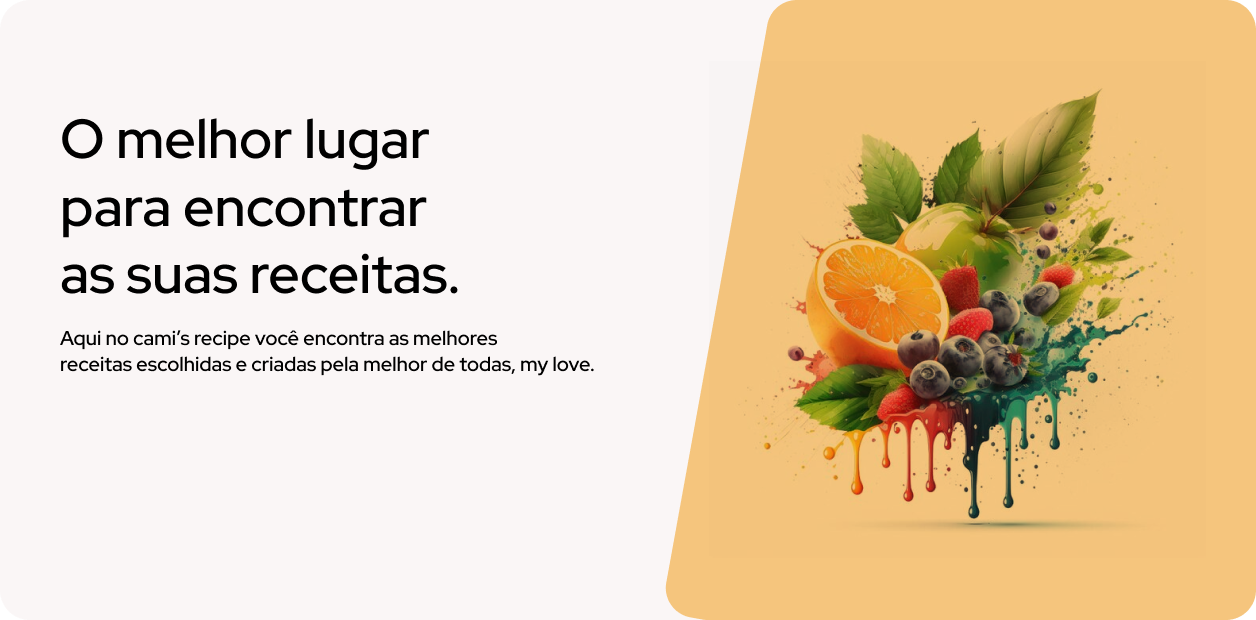 O melhor lugar
para encontrar
as suas receitas.
Aqui no cami’s recipe você encontra as melhores
receitas escolhidas e criadas pela melhor de todas, my love.